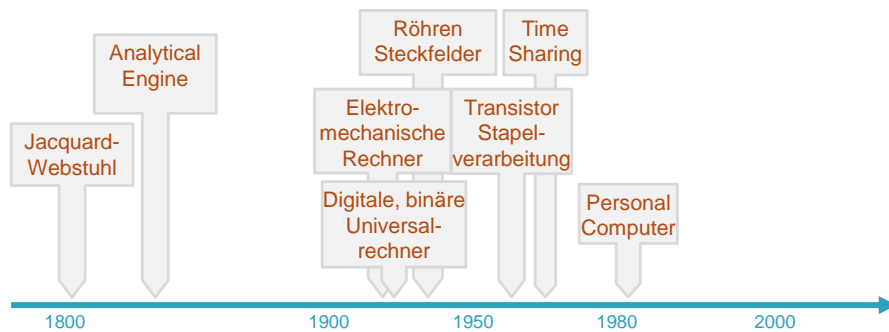 Röhren
Steckfelder
Time
Sharing
Analytical
Engine
Elektro-
mechanische
Rechner
Transistor
Stapel-
verarbeitung
Jacquard-
Webstuhl
Digitale, binäre
Universal-
rechner
Personal
Computer
1800
1900
1950
1980
2000